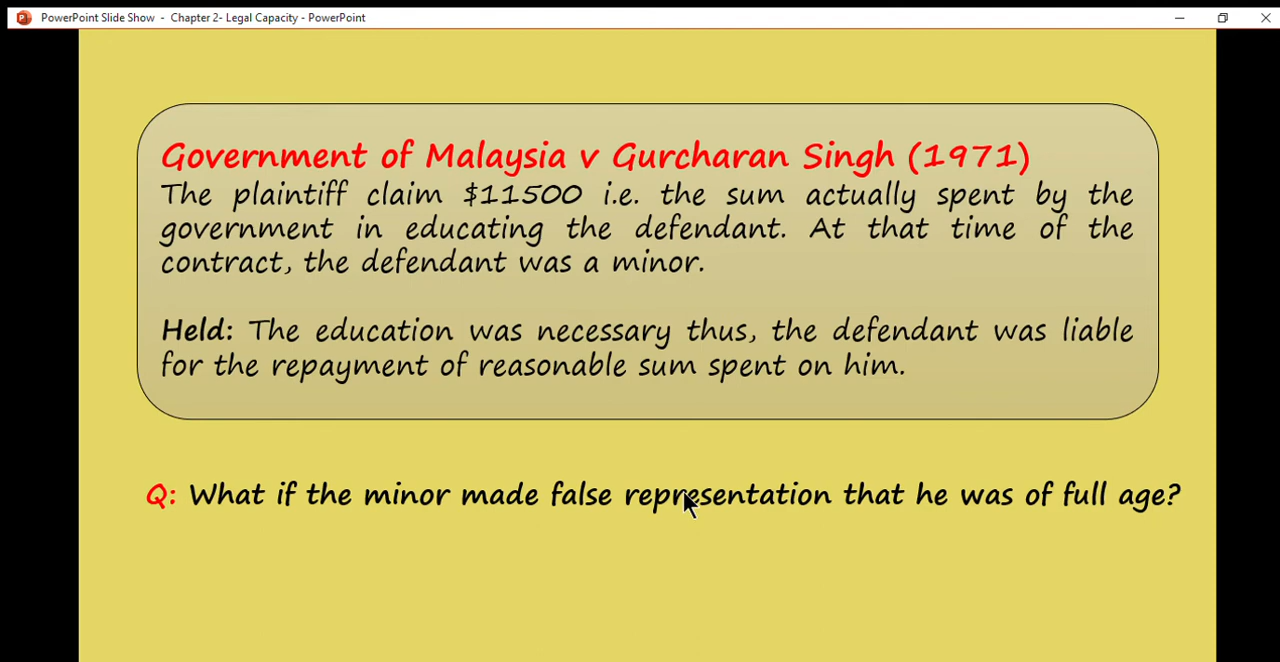 PowerPoint Slide Show - Chapter 2- Legal Capacity - PowerPoint
Government of Malaysia v Gurcharan Singh (1971)
The plaintiff claim $11500 i.e. the sum actually spent by the
government in educating the defendant. At that time of the
contract, the defendant was a minor.
Held: The education was necessary thus, the defendant was liable
for the repayment of reasonable sum spent on him.
Q: What if the minor made false representation that he was of full age?